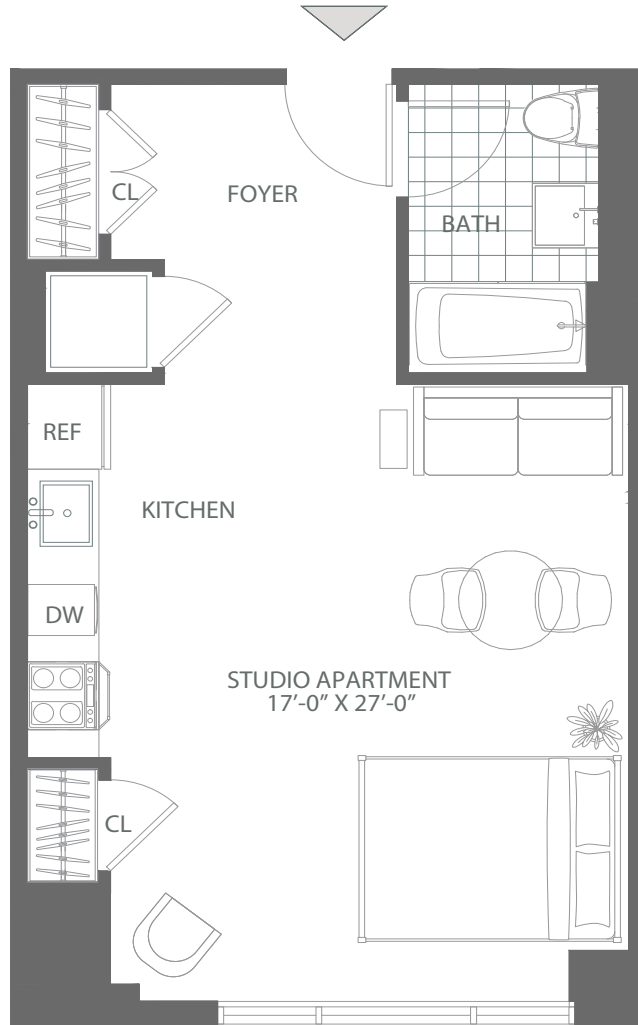 CL
FOYER
BATH
REF
KITCHEN
DW
STUDIO APARTMENT
17’-0” X 27’-0”
CL